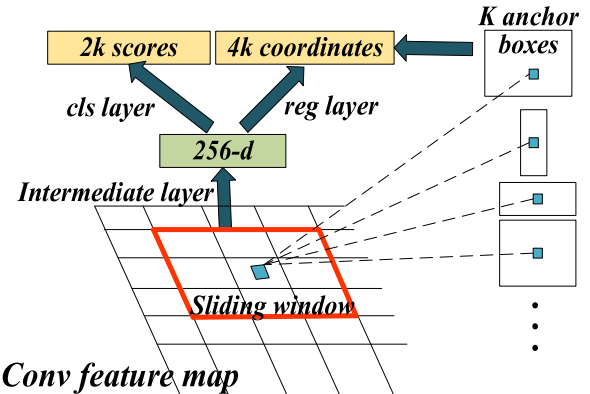 K anchor
boxes
2k scores
4k coordinates
cls layer
reg layer
256-d
Intermediate layer
Sliding window
Conv feature map